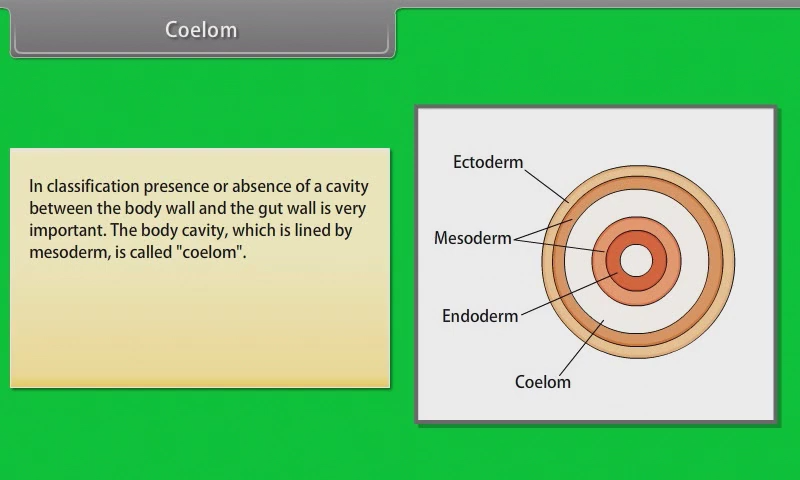 Coelom
In classification presence or absence of a cavity
between the body wall and the gut wall is very
important. The body cavity, which is lined by
mesoderm, is called "coelom".
Ectoderm
Mesoderm
Endoderm
Coelom